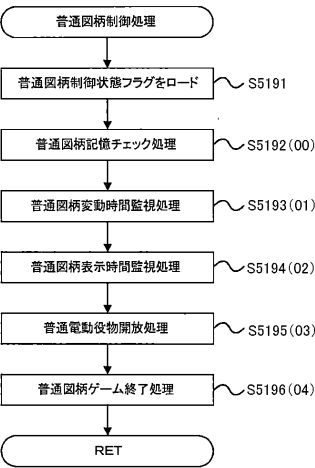 普通図柄制御処理
普通図柄制御状態フラグをロード
S5191
普通図柄記憶チェック処理
S5192(00)
普通図柄変動時間監視処理
S5193(01)
普通図柄表示時間監視処理
S5194(02)
普通電動役物開放処理
S5195(03)
普通図柄ゲーム終了処理
S5196(04)
RET